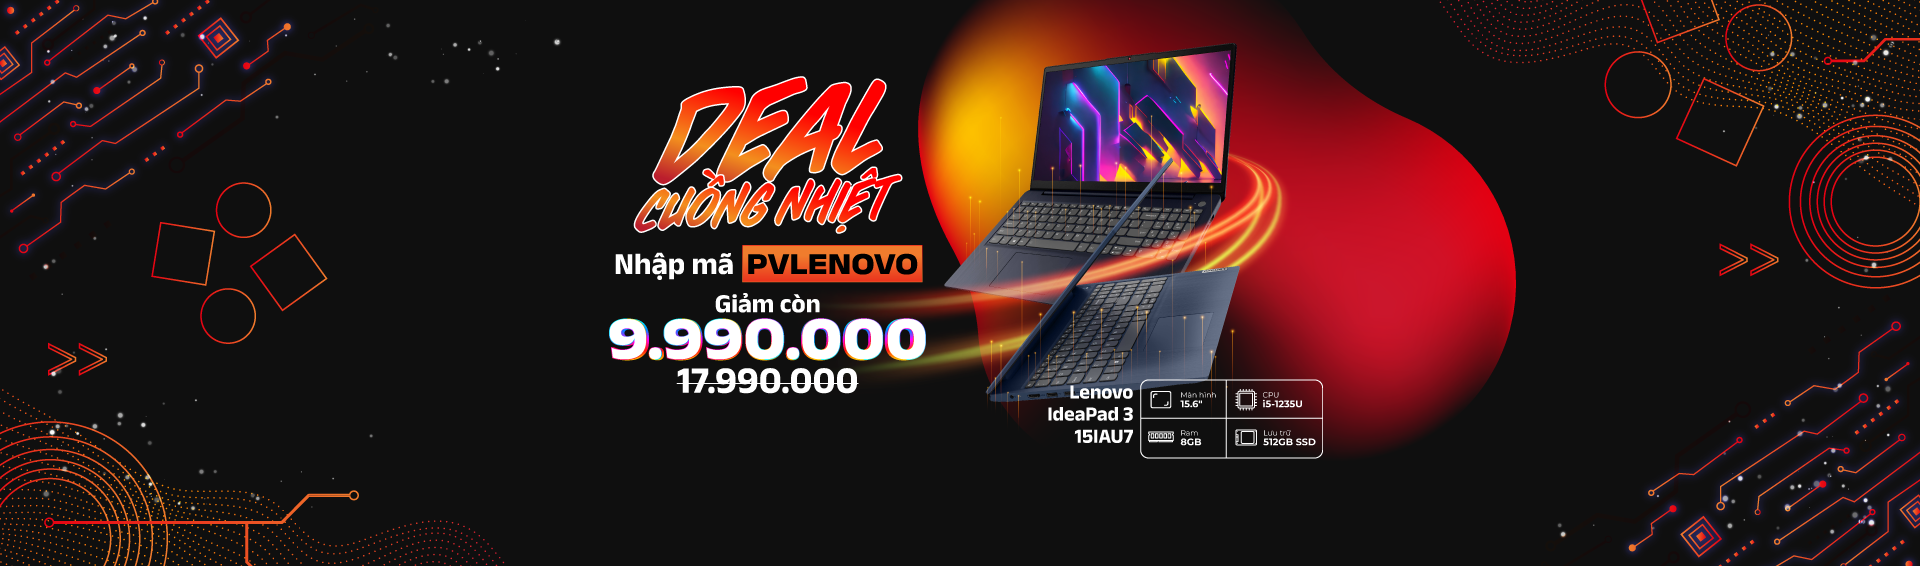 DEAL
CUỒNG NHIỆT
Nhập mã PVLENOVO
Giảm còn
9.990.000
17.990.000
Lenovo
IdeaPad 3
15IAU7
Màn hình
15.6"
CPU
i5-1235U
Ram
8GB
Lưu trữ
512GB SSD